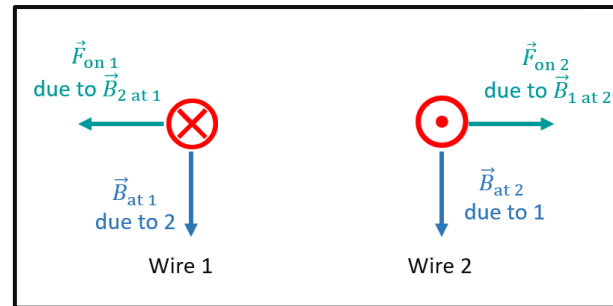 F⃗ on 1
due to B⃗ 2 at 1
F⃗ on 2
due to B⃗ 1 at 2
B⃗ at 1
due to 2
B⃗ at 2
due to 1
Wire 1
Wire 2